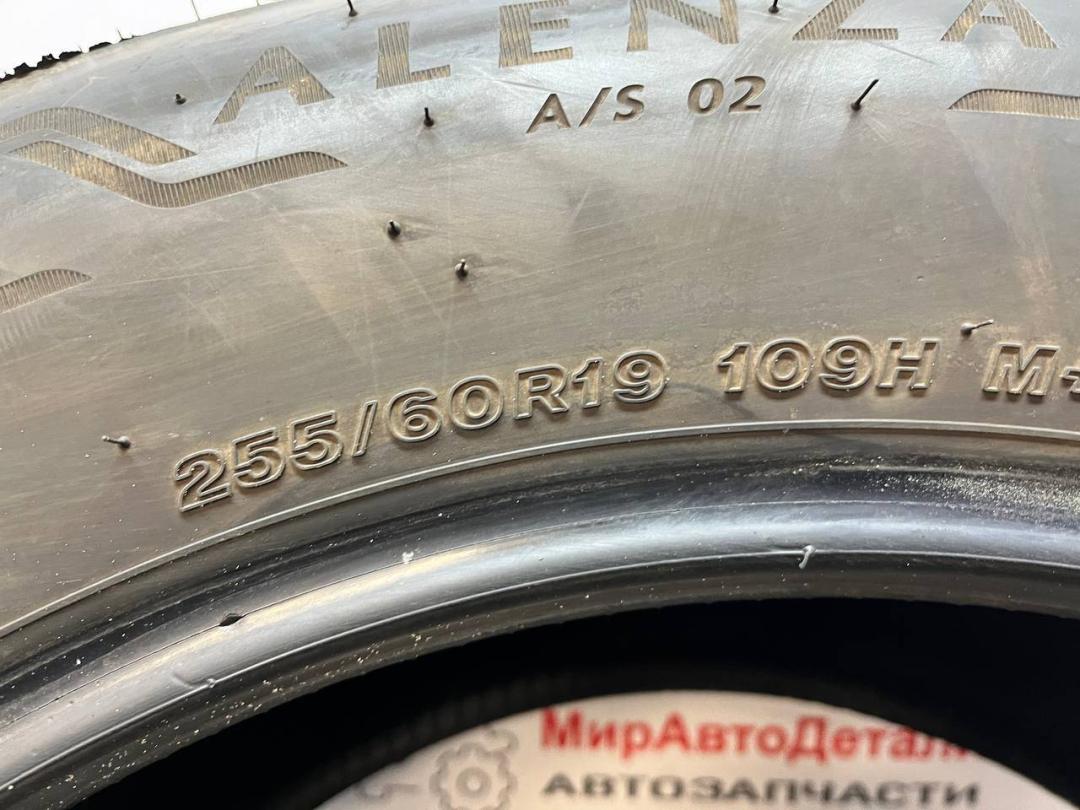 ALENZA
A/S 02
255/60R19 109H M+
МирАвтоДетали
АВТОЗАПЧАСТИ